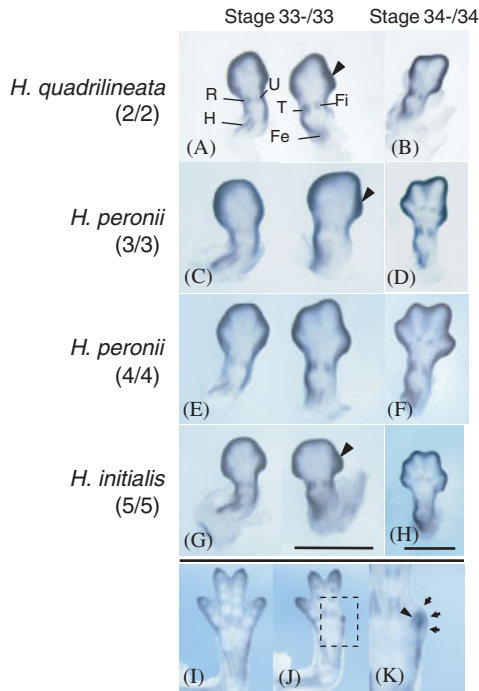 Stage 33-/33 Stage 34-/34
H. quadrilineata
(2/2)
R U T Fi
H Fe
(A) (B)
H. peronii
(3/3)
(C) (D)
H. peronii
(4/4)
(E) (F)
H. initialis
(5/5)
(G) (H)
(I) (J) (K)